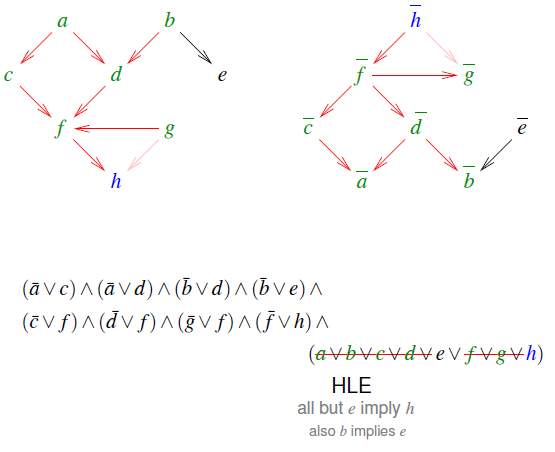 a b h̄
c d e f̄ ḡ
f g c̄ d̄ ē
h ā b̄
(ā ∨ c) ∧ (ā ∨ d) ∧ (b̄ ∨ d) ∧ (b̄ ∨ e) ∧
(c̄ ∨ f) ∧ (d̄ ∨ f) ∧ (ḡ ∨ f) ∧ (f̄ ∨ h) ∧
(a ∨ b ∨ c ∨ d ∨ e ∨ f ∨ g ∨ h)
HLE
all but e imply h
also b implies e